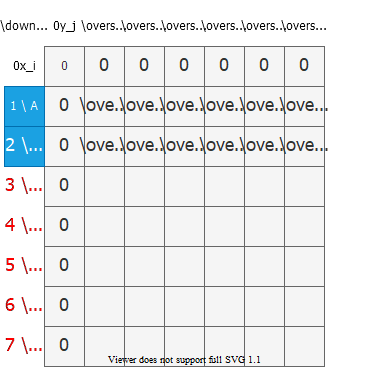 \down... 0y_j \overs... \overs... \overs... \overs... \overs... \overs...
0x_i 0 0 0 0 0 0 0
1 \ A 0 \ove... \ove... \ove... \ove... \ove... \ove...
2 \... 0 \ove... \ove... \ove... \ove... \ove... \ove...
3 \... 0
4 \... 0
5 \... 0
6 \... 0
7 \... 0
Viewer does not support full SVG 1.1